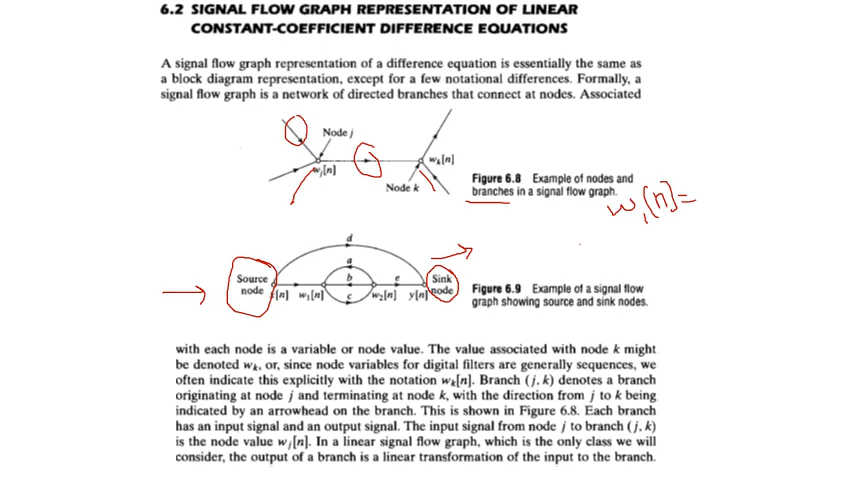 6.2 SIGNAL FLOW GRAPH REPRESENTATION OF LINEAR
CONSTANT-COEFFICIENT DIFFERENCE EQUATIONS
A signal flow graph representation of a difference equation is essentially the same as
a block diagram representation, except for a few notational differences. Formally, a
signal flow graph is a network of directed branches that connect at nodes. Associated
Node j
wj[n]
wk[n]
Node k
Figure 6.8 Example of nodes and
branches in a signal flow graph.
w1[n]=
d
a
Source
node
b
e
Sink
node
x[n] w1[n] c w2[n] y[n]
Figure 6.9 Example of a signal flow
graph showing source and sink nodes.
with each node is a variable or node value. The value associated with node k might
be denoted wk, or, since node variables for digital filters are generally sequences, we
often indicate this explicitly with the notation wk[n]. Branch (j, k) denotes a branch
originating at node j and terminating at node k, with the direction from j to k being
indicated by an arrowhead on the branch. This is shown in Figure 6.8. Each branch
has an input signal and an output signal. The input signal from node j to branch (j, k)
is the node value wj[n]. In a linear signal flow graph, which is the only class we will
consider, the output of a branch is a linear transformation of the input to the branch.